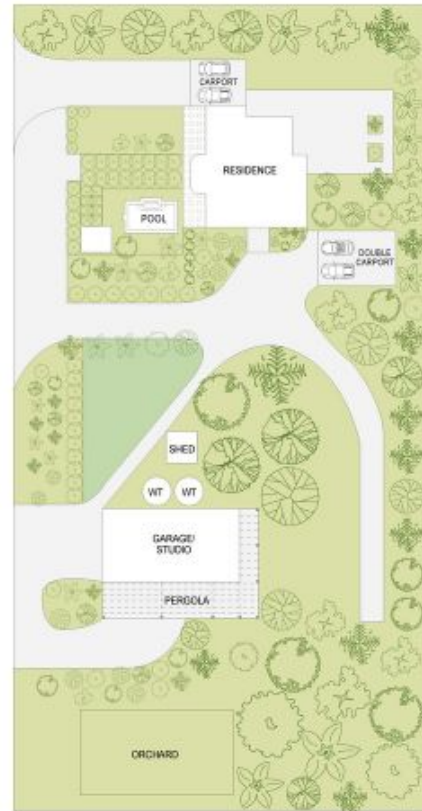 CARPORT
RESIDENCE
POOL
DOUBLE
CARPORT
SHED
WT
WT
GARAGE/
STUDIO
PERGOLA
ORCHARD